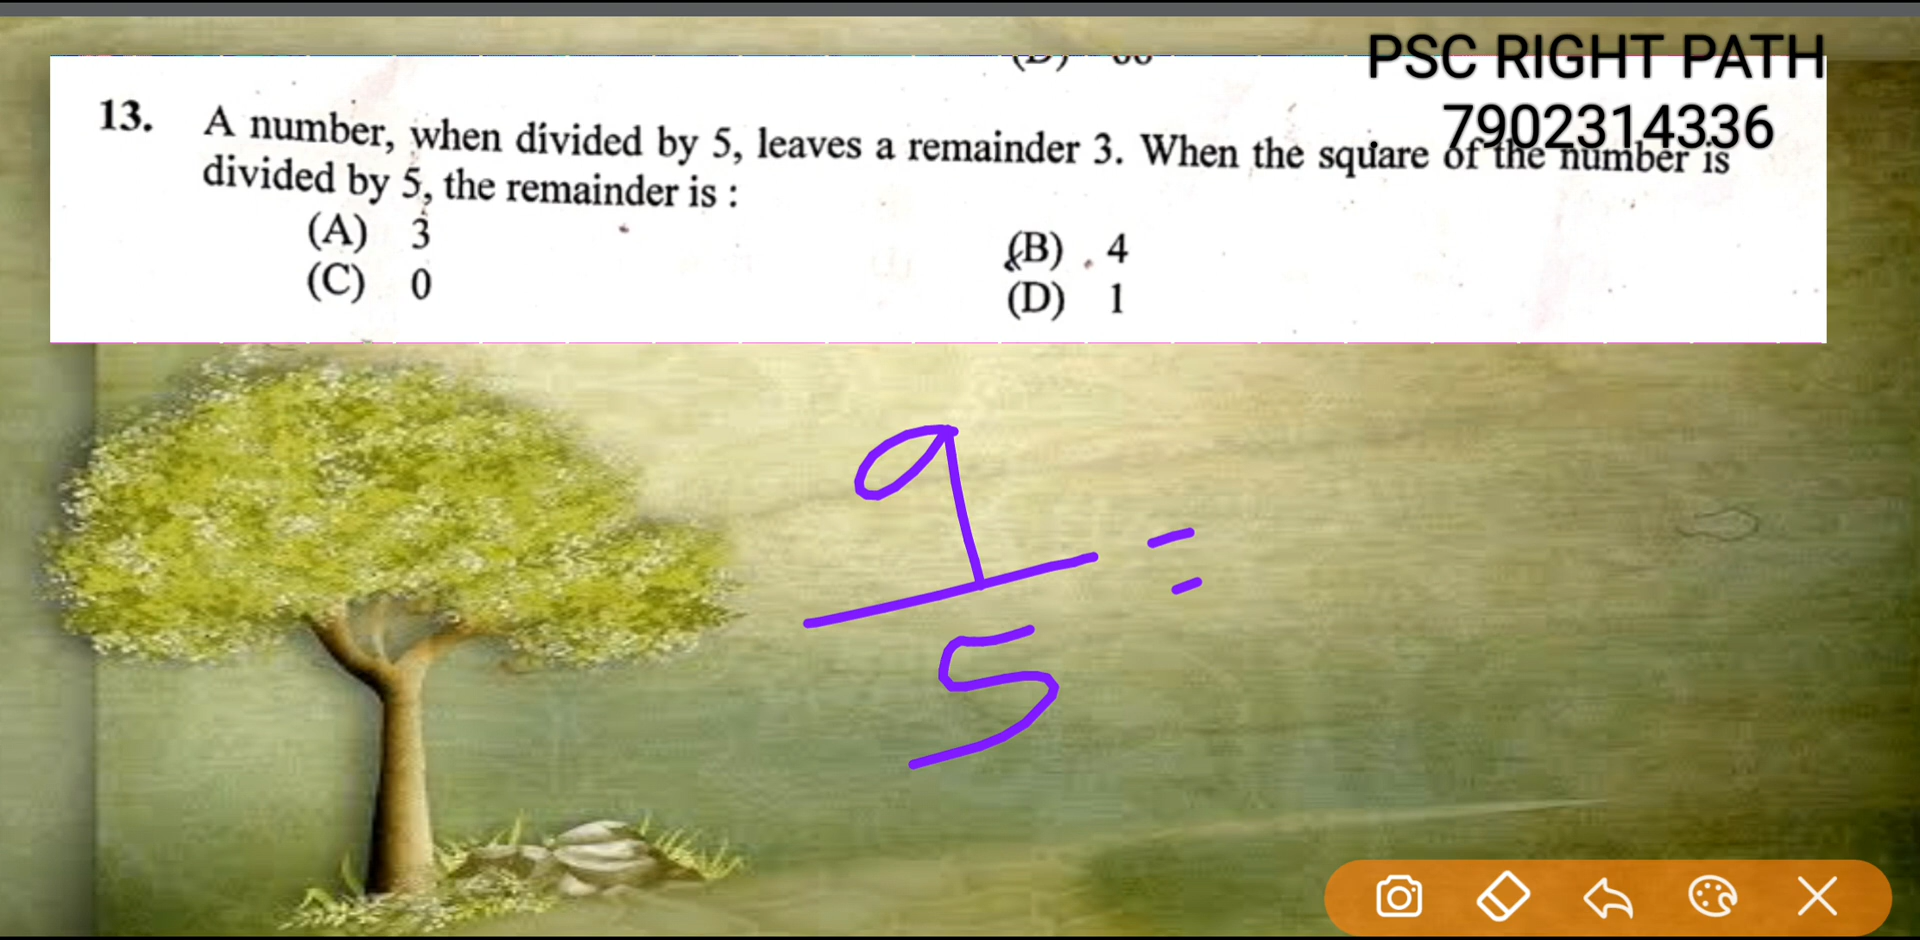 PSC RIGHT PATH
7902314336
13. A number, when divided by 5, leaves a remainder 3. When the square of the number is
divided by 5, the remainder is :
(A) 3
(B) 4
(C) 0
(D) 1
9
5
=